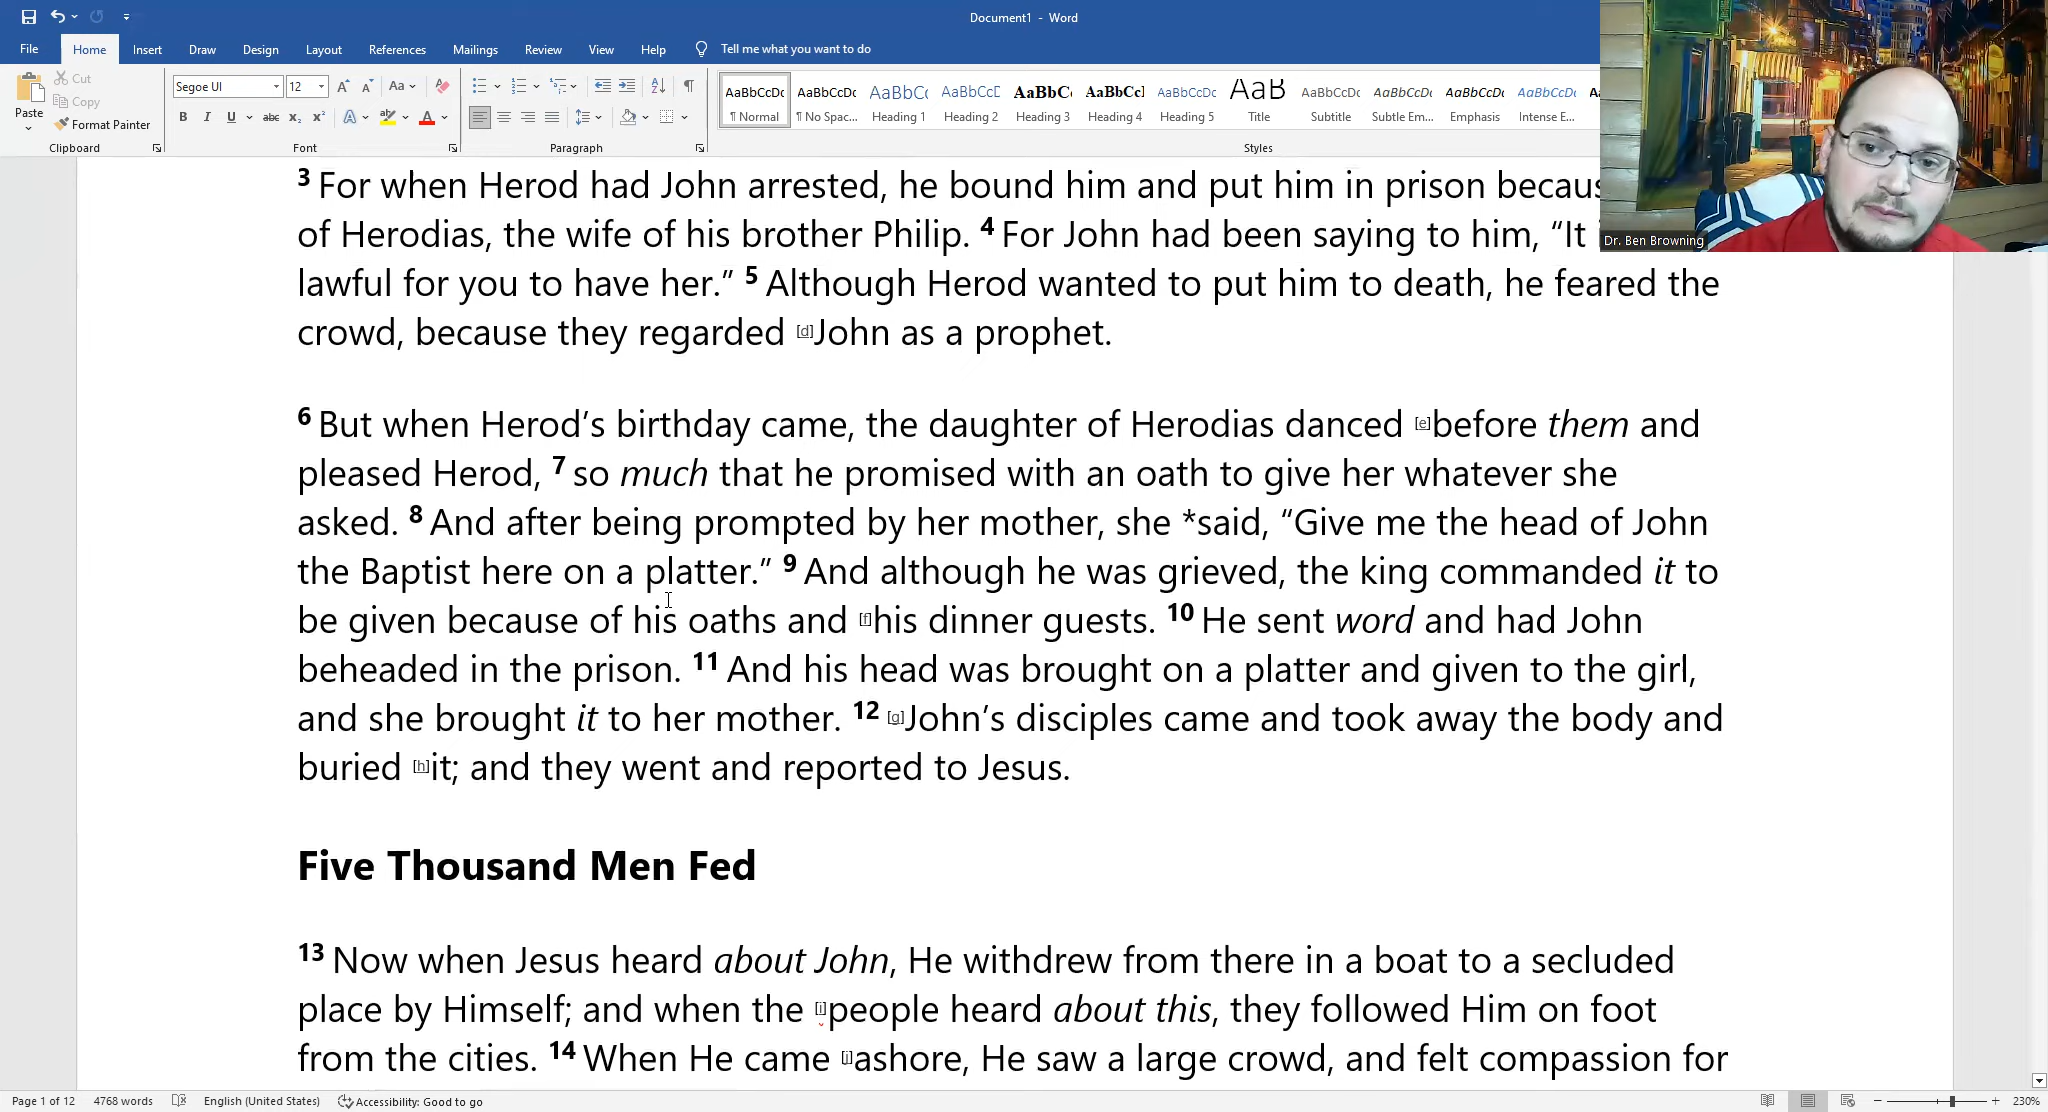 Document1 - Word
File Home Insert Draw Design Layout References Mailings Review View Help Tell me what you want to do
Paste Cut Copy Format Painter Clipboard
Segoe UI 12 Font
Paragraph
AaBbCcDc AaBbCcDc AaBbCc AaBbCcD AaBbC AaBbCcI AaBbCcDc AaB AaBbCcDc AaBbCcDc AaBbCcDc AaBbCcDc
¶ Normal ¶ No Spac... Heading 1 Heading 2 Heading 3 Heading 4 Heading 5 Title Subtitle Subtle Em... Emphasis Intense E...
Styles
Dr. Ben Browning
3 For when Herod had John arrested, he bound him and put him in prison becaus
of Herodias, the wife of his brother Philip. 4 For John had been saying to him, “It
lawful for you to have her.” 5 Although Herod wanted to put him to death, he feared the
crowd, because they regarded [d]John as a prophet.
6 But when Herod’s birthday came, the daughter of Herodias danced [e]before them and
pleased Herod, 7 so much that he promised with an oath to give her whatever she
asked. 8 And after being prompted by her mother, she *said, “Give me the head of John
the Baptist here on a platter.” 9 And although he was grieved, the king commanded it to
be given because of his oaths and [f]his dinner guests. 10 He sent word and had John
beheaded in the prison. 11 And his head was brought on a platter and given to the girl,
and she brought it to her mother. 12 [g]John’s disciples came and took away the body and
buried [h]it; and they went and reported to Jesus.
Five Thousand Men Fed
13 Now when Jesus heard about John, He withdrew from there in a boat to a secluded
place by Himself; and when the [i]people heard about this, they followed Him on foot
from the cities. 14 When He came [j]ashore, He saw a large crowd, and felt compassion for
Page 1 of 12 4768 words English (United States) Accessibility: Good to go 230%